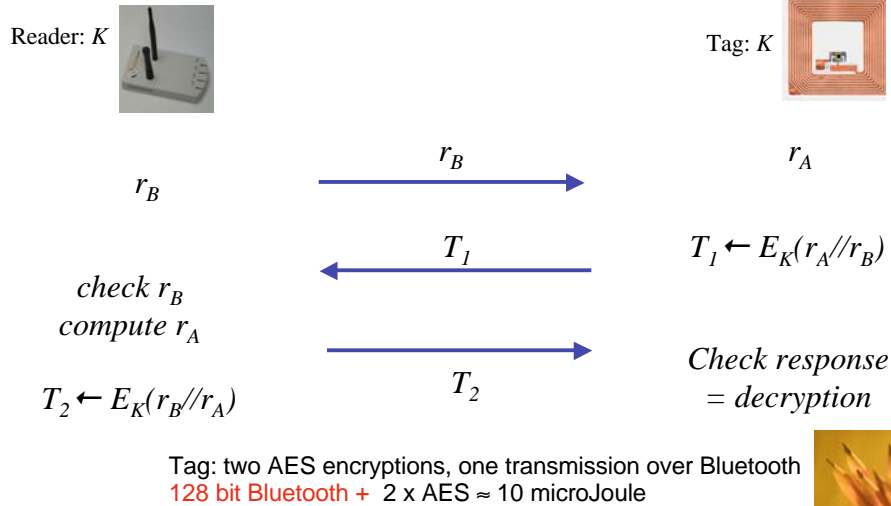 Reader: K
Tag: K
r_B
r_A
r_B
T_1
T_1 ← E_K(r_A//r_B)
check r_B
compute r_A
T_2
Check response
= decryption
T_2 ← E_K(r_B//r_A)
Tag: two AES encryptions, one transmission over Bluetooth
128 bit Bluetooth + 2 x AES ≈ 10 microJoule